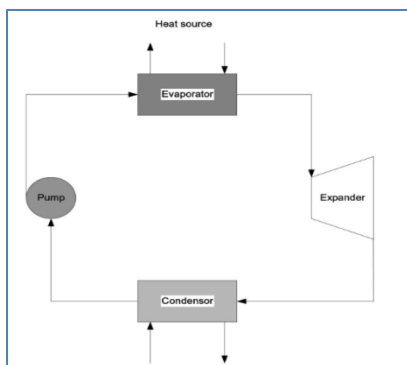 Heat source
Evaporator
Pump
Expander
Condensor